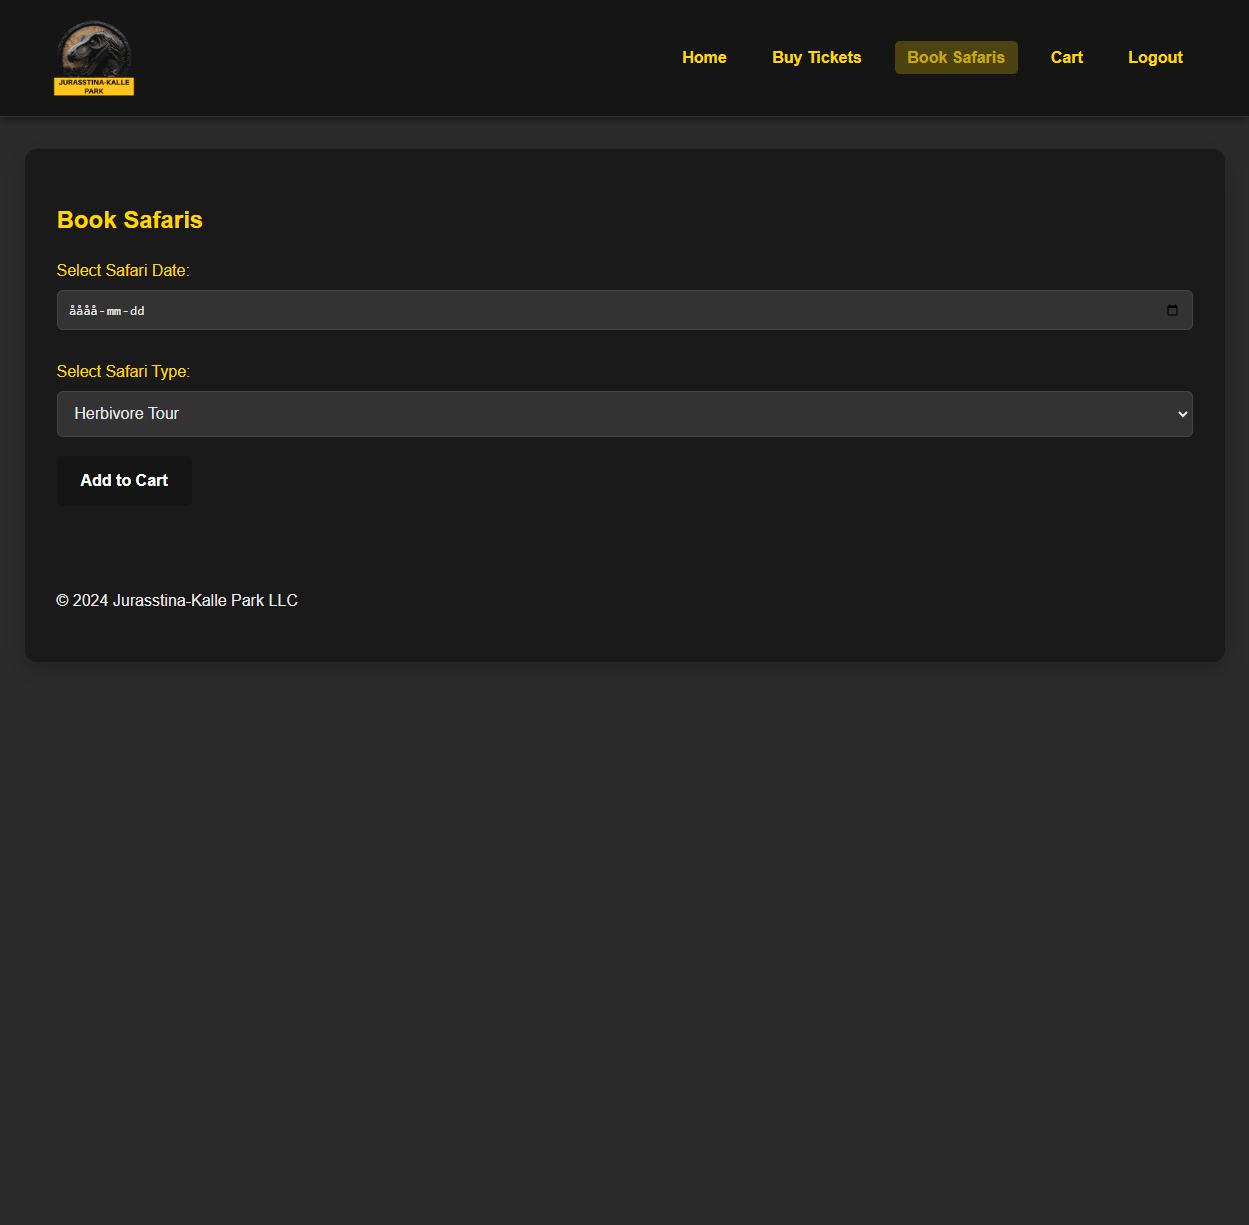 JURASSTINA-KALLE
PARK
Home
Buy Tickets
Book Safaris
Cart
Logout
Book Safaris
Select Safari Date:
åååå-mm-dd
Select Safari Type:
Herbivore Tour
Add to Cart
© 2024 Jurasstina-Kalle Park LLC